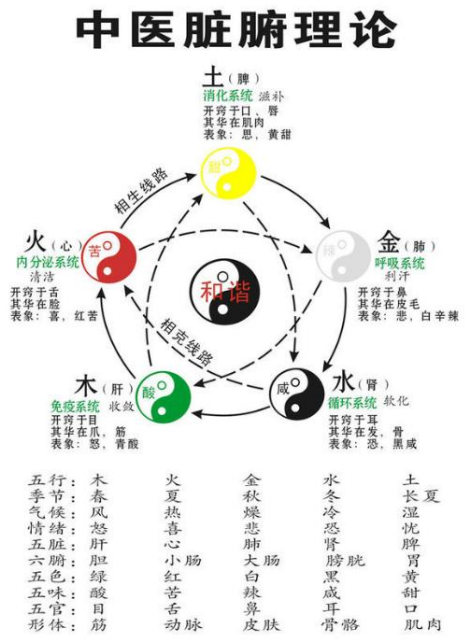 中医脏腑理论
土（脾）
消化系统 滋补
开窍于口、唇
其华在肌肉
表象：思，黄甜
甜
相生线路
火（心）
内分泌系统
清洁
开窍于舌
其华在脸
表象：喜，红苦
苦
辣
金（肺）
呼吸系统
利汗
开窍于鼻
其华在皮毛
表象：悲，白辛辣
和谐
相克线路
木（肝）
免疫系统 收敛
开窍于目
其华在爪，筋
表象：怒，青酸
酸
咸
水（肾）
循环系统 软化
开窍于耳
其华在发，骨
表象：恐，黑咸
五行：木 火 金 水 土
季节：春 夏 秋 冬 长夏
气候：风 热 燥 冷 湿
情绪：怒 喜 悲 恐 忧
五脏：肝 心 肺 肾 脾
六腑：胆 小肠 大肠 膀胱 胃
五色：绿 红 白 黑 黄
五味：酸 苦 辣 咸 甜
五官：目 舌 鼻 耳 口
形体：筋 动脉 皮肤 骨骼 肌肉